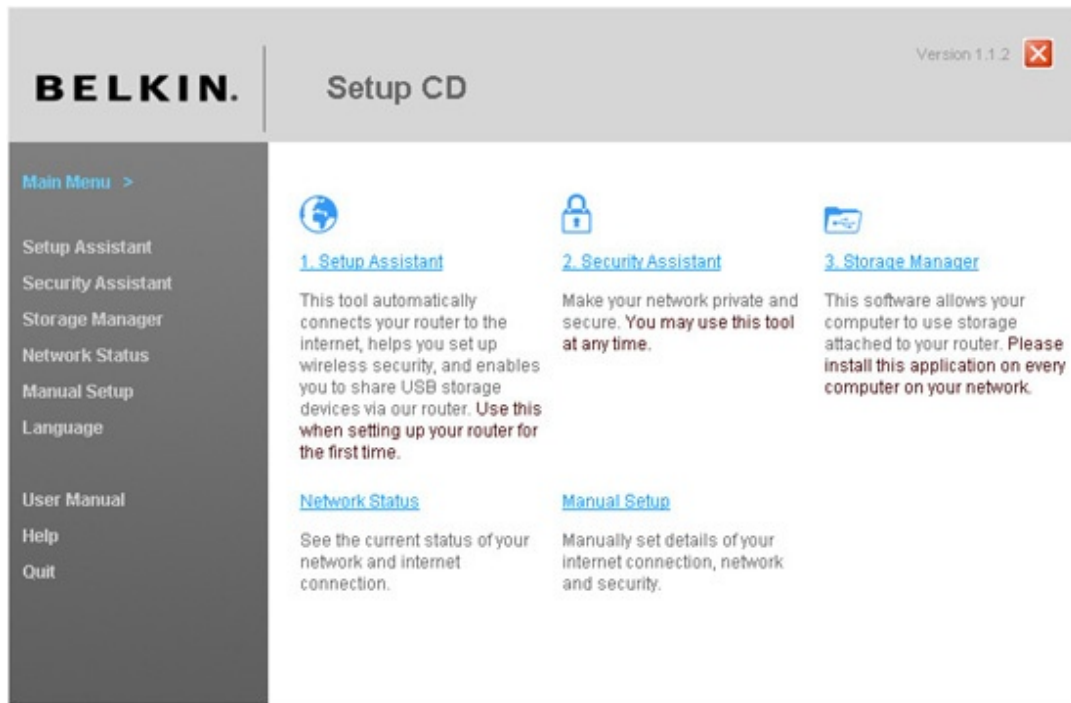 BELKIN.
Setup CD
Version 1.1.2
Main Menu >
Setup Assistant
Security Assistant
Storage Manager
Network Status
Manual Setup
Language
User Manual
Help
Quit
1. Setup Assistant
This tool automatically
connects your router to the
internet, helps you set up
wireless security, and enables
you to share USB storage
devices via our router. Use this
when setting up your router for
the first time.
2. Security Assistant
Make your network private and
secure. You may use this tool
at any time.
3. Storage Manager
This software allows your
computer to use storage
attached to your router. Please
install this application on every
computer on your network.
Network Status
See the current status of your
network and internet
connection.
Manual Setup
Manually set details of your
internet connection, network
and security.